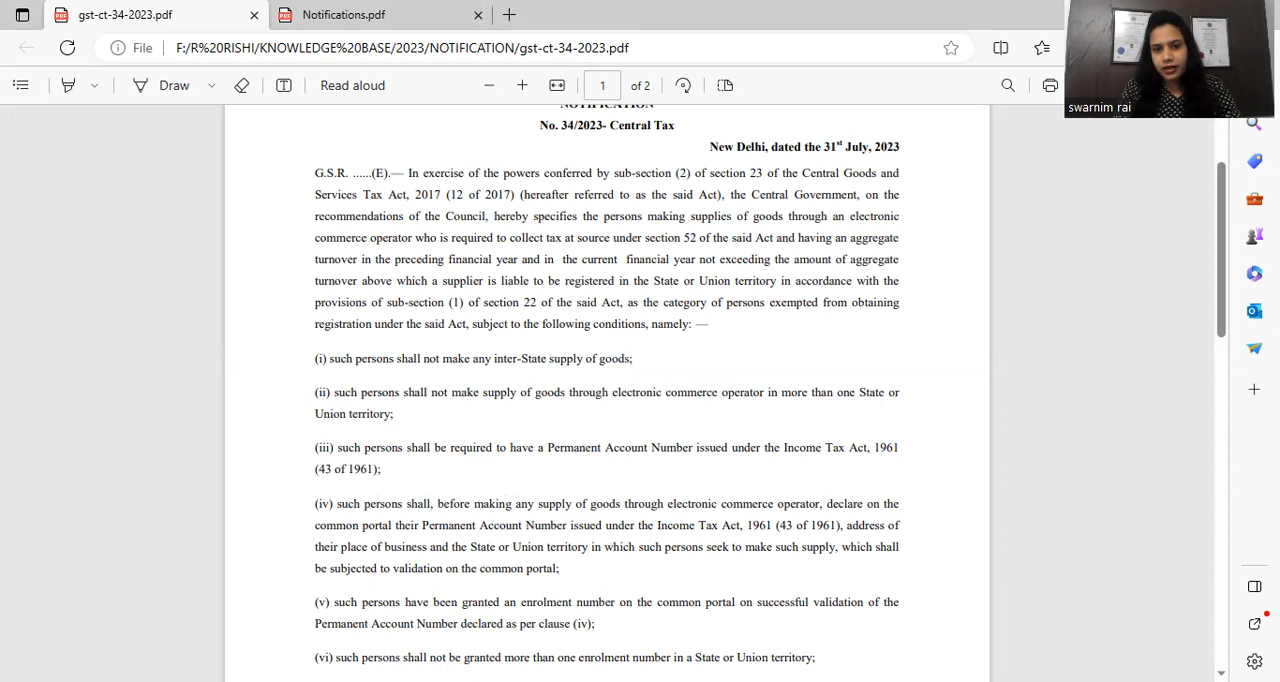 gst-ct-34-2023.pdf
Notifications.pdf
File
F:/R%20RISHI/KNOWLEDGE%20BASE/2023/NOTIFICATION/gst-ct-34-2023.pdf
Draw
Read aloud
1 of 2
swarnim rai
NOTIFICATION
No. 34/2023- Central Tax
New Delhi, dated the 31st July, 2023
G.S.R. ......(E).— In exercise of the powers conferred by sub-section (2) of section 23 of the Central Goods and
Services Tax Act, 2017 (12 of 2017) (hereafter referred to as the said Act), the Central Government, on the
recommendations of the Council, hereby specifies the persons making supplies of goods through an electronic
commerce operator who is required to collect tax at source under section 52 of the said Act and having an aggregate
turnover in the preceding financial year and in the current financial year not exceeding the amount of aggregate
turnover above which a supplier is liable to be registered in the State or Union territory in accordance with the
provisions of sub-section (1) of section 22 of the said Act, as the category of persons exempted from obtaining
registration under the said Act, subject to the following conditions, namely: —
(i) such persons shall not make any inter-State supply of goods;
(ii) such persons shall not make supply of goods through electronic commerce operator in more than one State or
Union territory;
(iii) such persons shall be required to have a Permanent Account Number issued under the Income Tax Act, 1961
(43 of 1961);
(iv) such persons shall, before making any supply of goods through electronic commerce operator, declare on the
common portal their Permanent Account Number issued under the Income Tax Act, 1961 (43 of 1961), address of
their place of business and the State or Union territory in which such persons seek to make such supply, which shall
be subjected to validation on the common portal;
(v) such persons have been granted an enrolment number on the common portal on successful validation of the
Permanent Account Number declared as per clause (iv);
(vi) such persons shall not be granted more than one enrolment number in a State or Union territory;